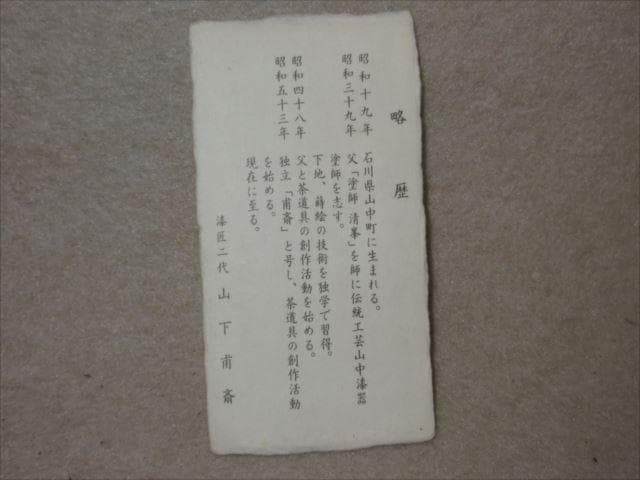 略歴
昭和十九年 石川県山中町に生まれる。
昭和三十九年 父「塗師 清峯」を師に伝統工芸山中漆器
塗師を志す。
下地、蒔絵の技術を独学で習得。
昭和四十八年 父と茶道具の創作活動を始める。
昭和五十三年 独立「甫斎」と号し、茶道具の創作活動
を始める。
現在に至る。
漆匠二代 山下甫斎